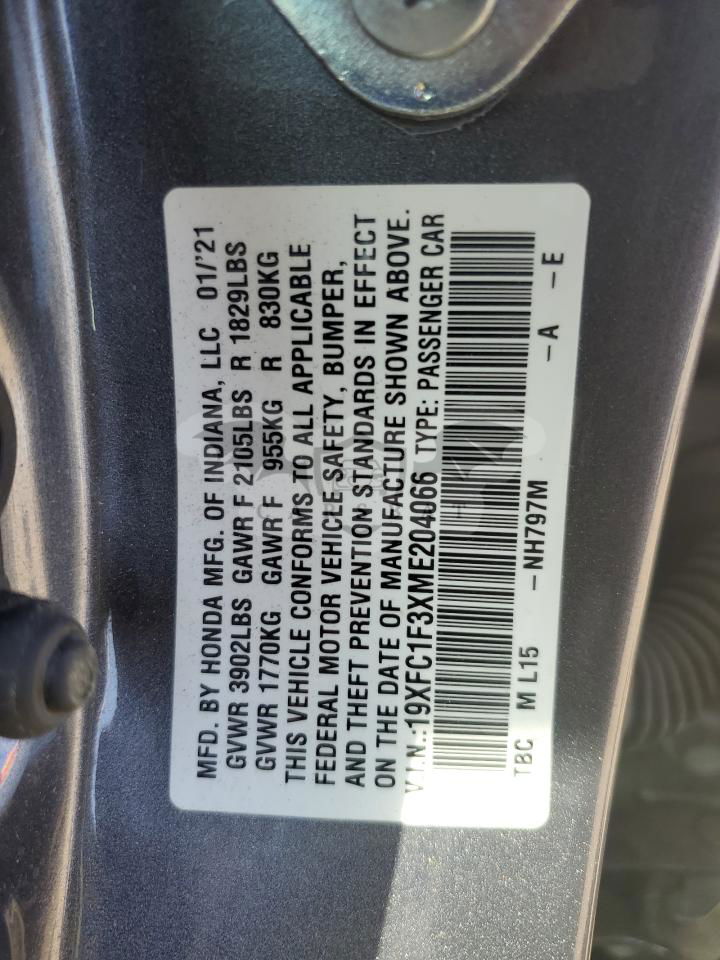 MFD. BY HONDA MFG. OF INDIANA, LLC 01/'21
GVWR 3902LBS GAWR F 2105LBS R 1829LBS
GVWR 1770KG GAWR F 955KG R 830KG
THIS VEHICLE CONFORMS TO ALL APPLICABLE
FEDERAL MOTOR VEHICLE SAFETY, BUMPER,
AND THEFT PREVENTION STANDARDS IN EFFECT
ON THE DATE OF MANUFACTURE SHOWN ABOVE.
V.I.N.:19XFC1F3XME204066 TYPE: PASSENGER CAR
TBC M L15 -NH797M -A -E